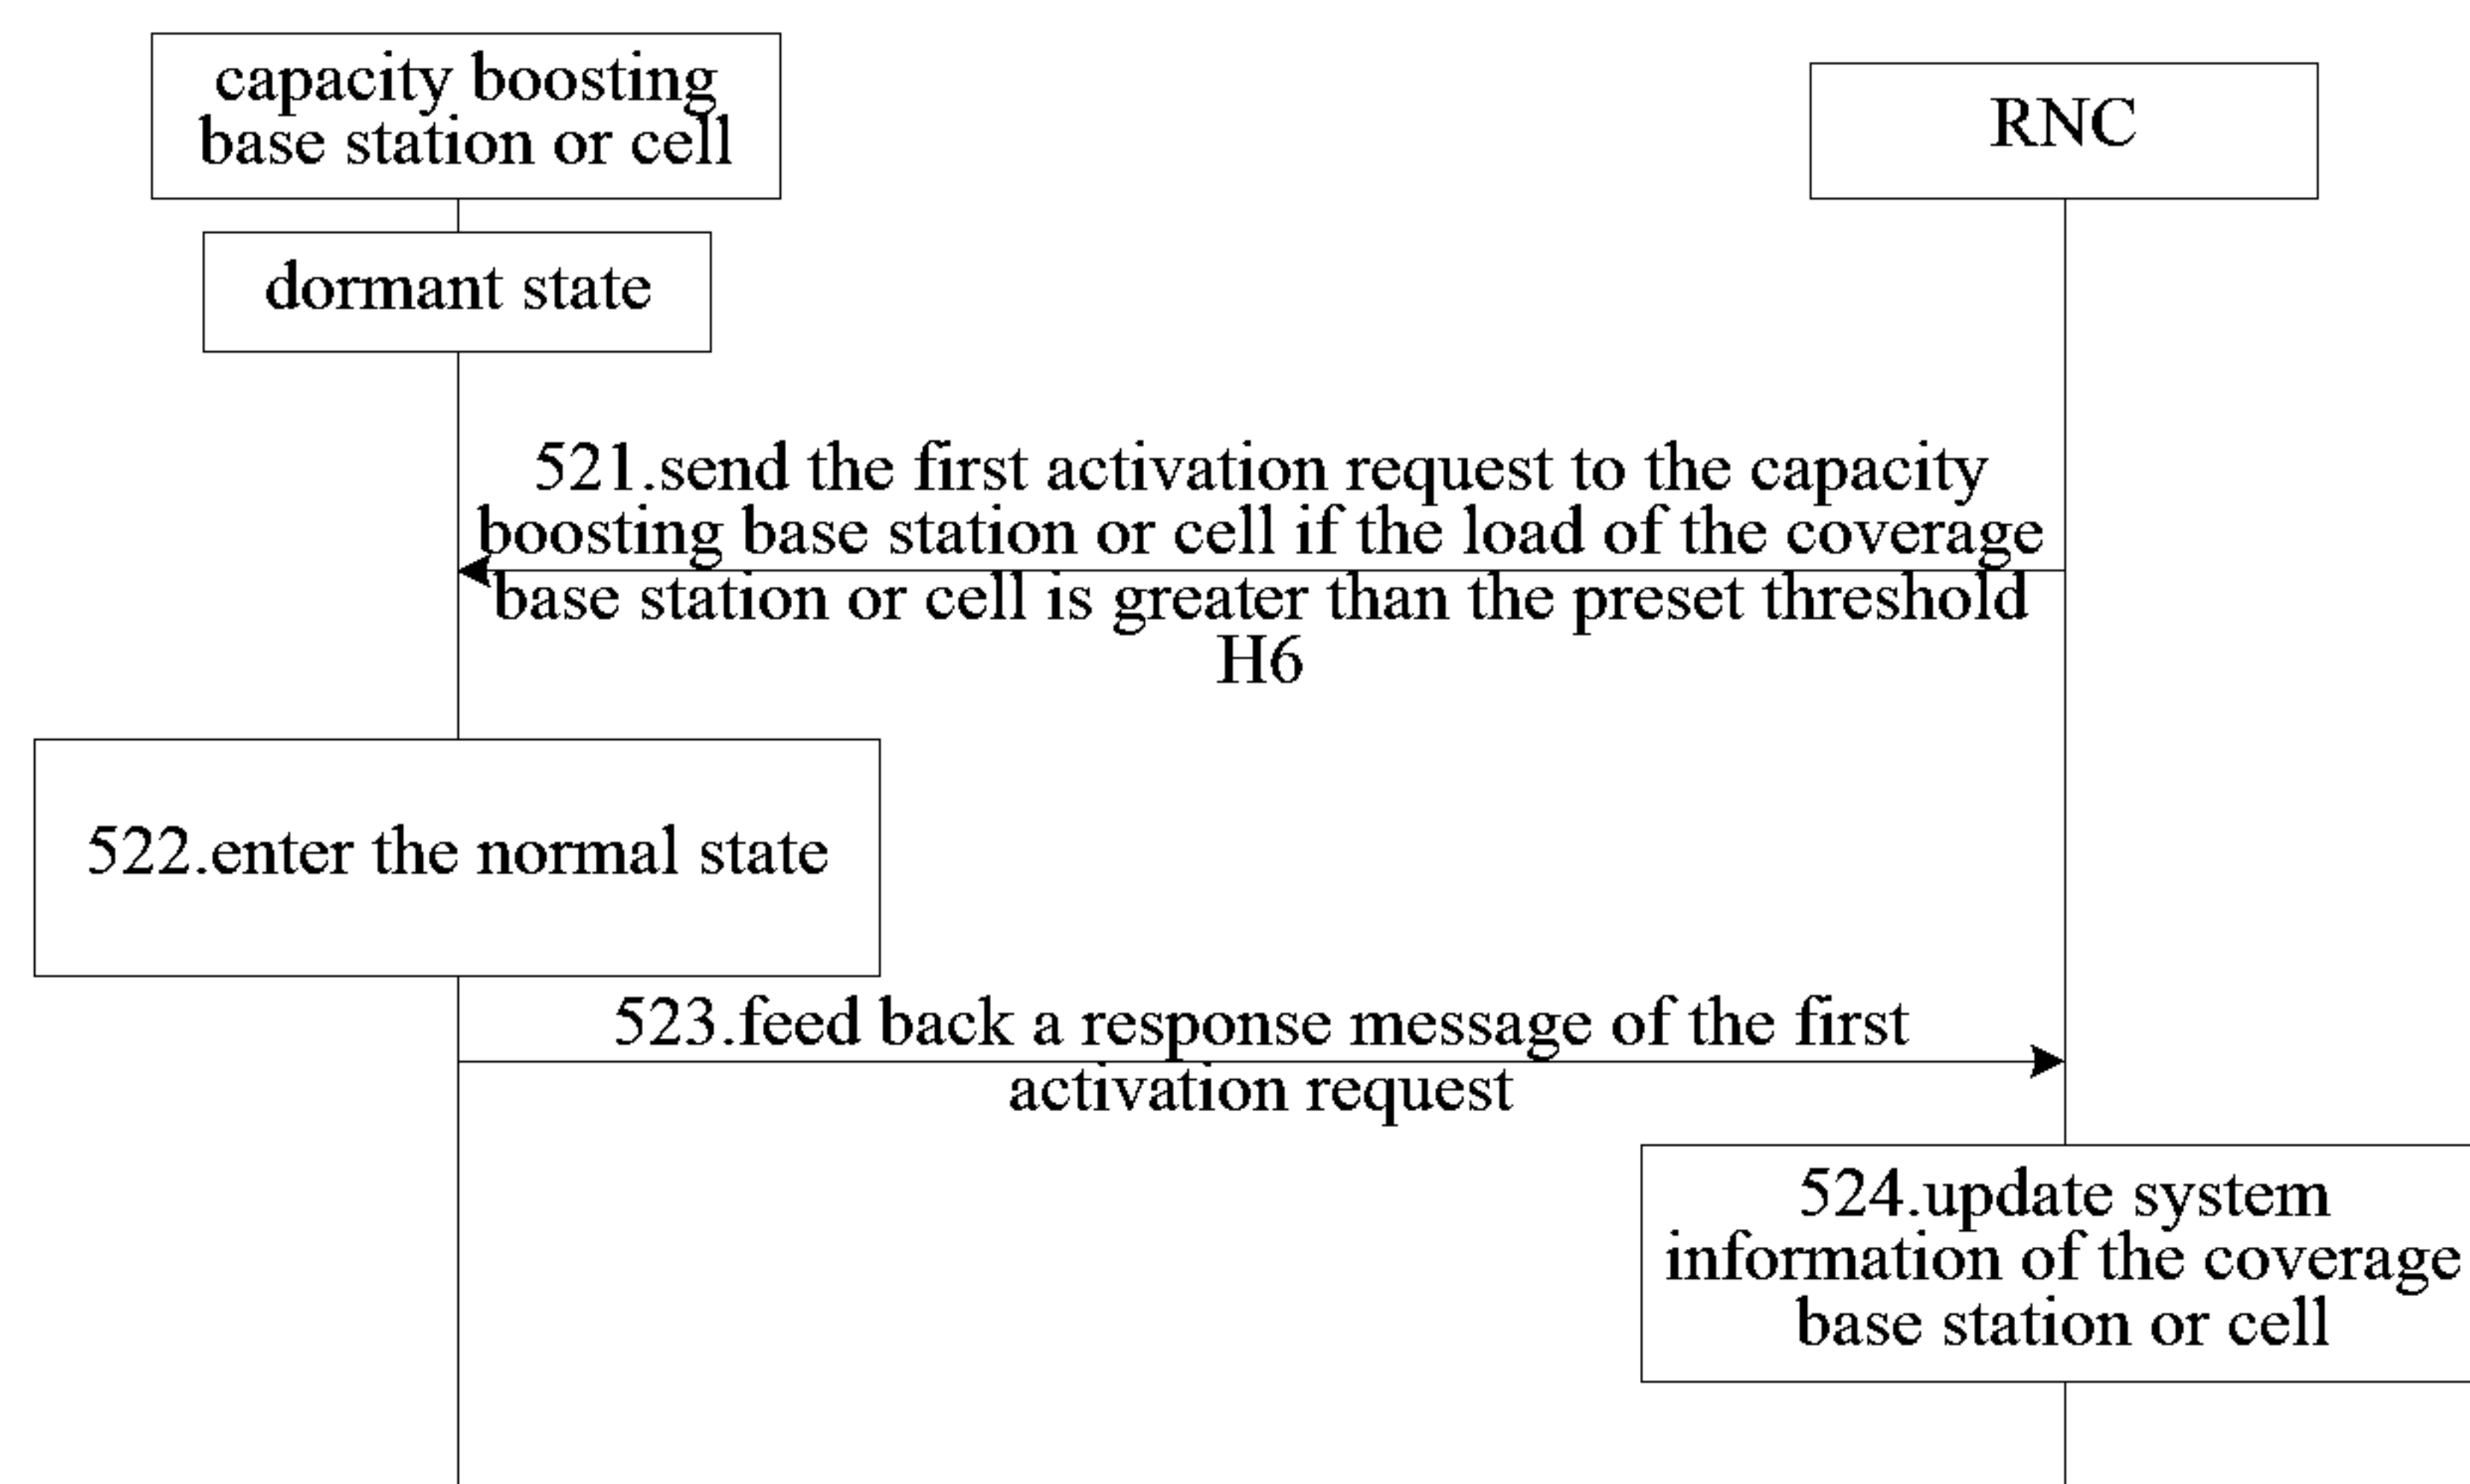 capacity boosting
base station or cell
RNC
dormant state
521.send the first activation request to the capacity
boosting base station or cell if the load of the coverage
base station or cell is greater than the preset threshold
H6
522.enter the normal state
523.feed back a response message of the first
activation request
524.update system
information of the coverage
base station or cell